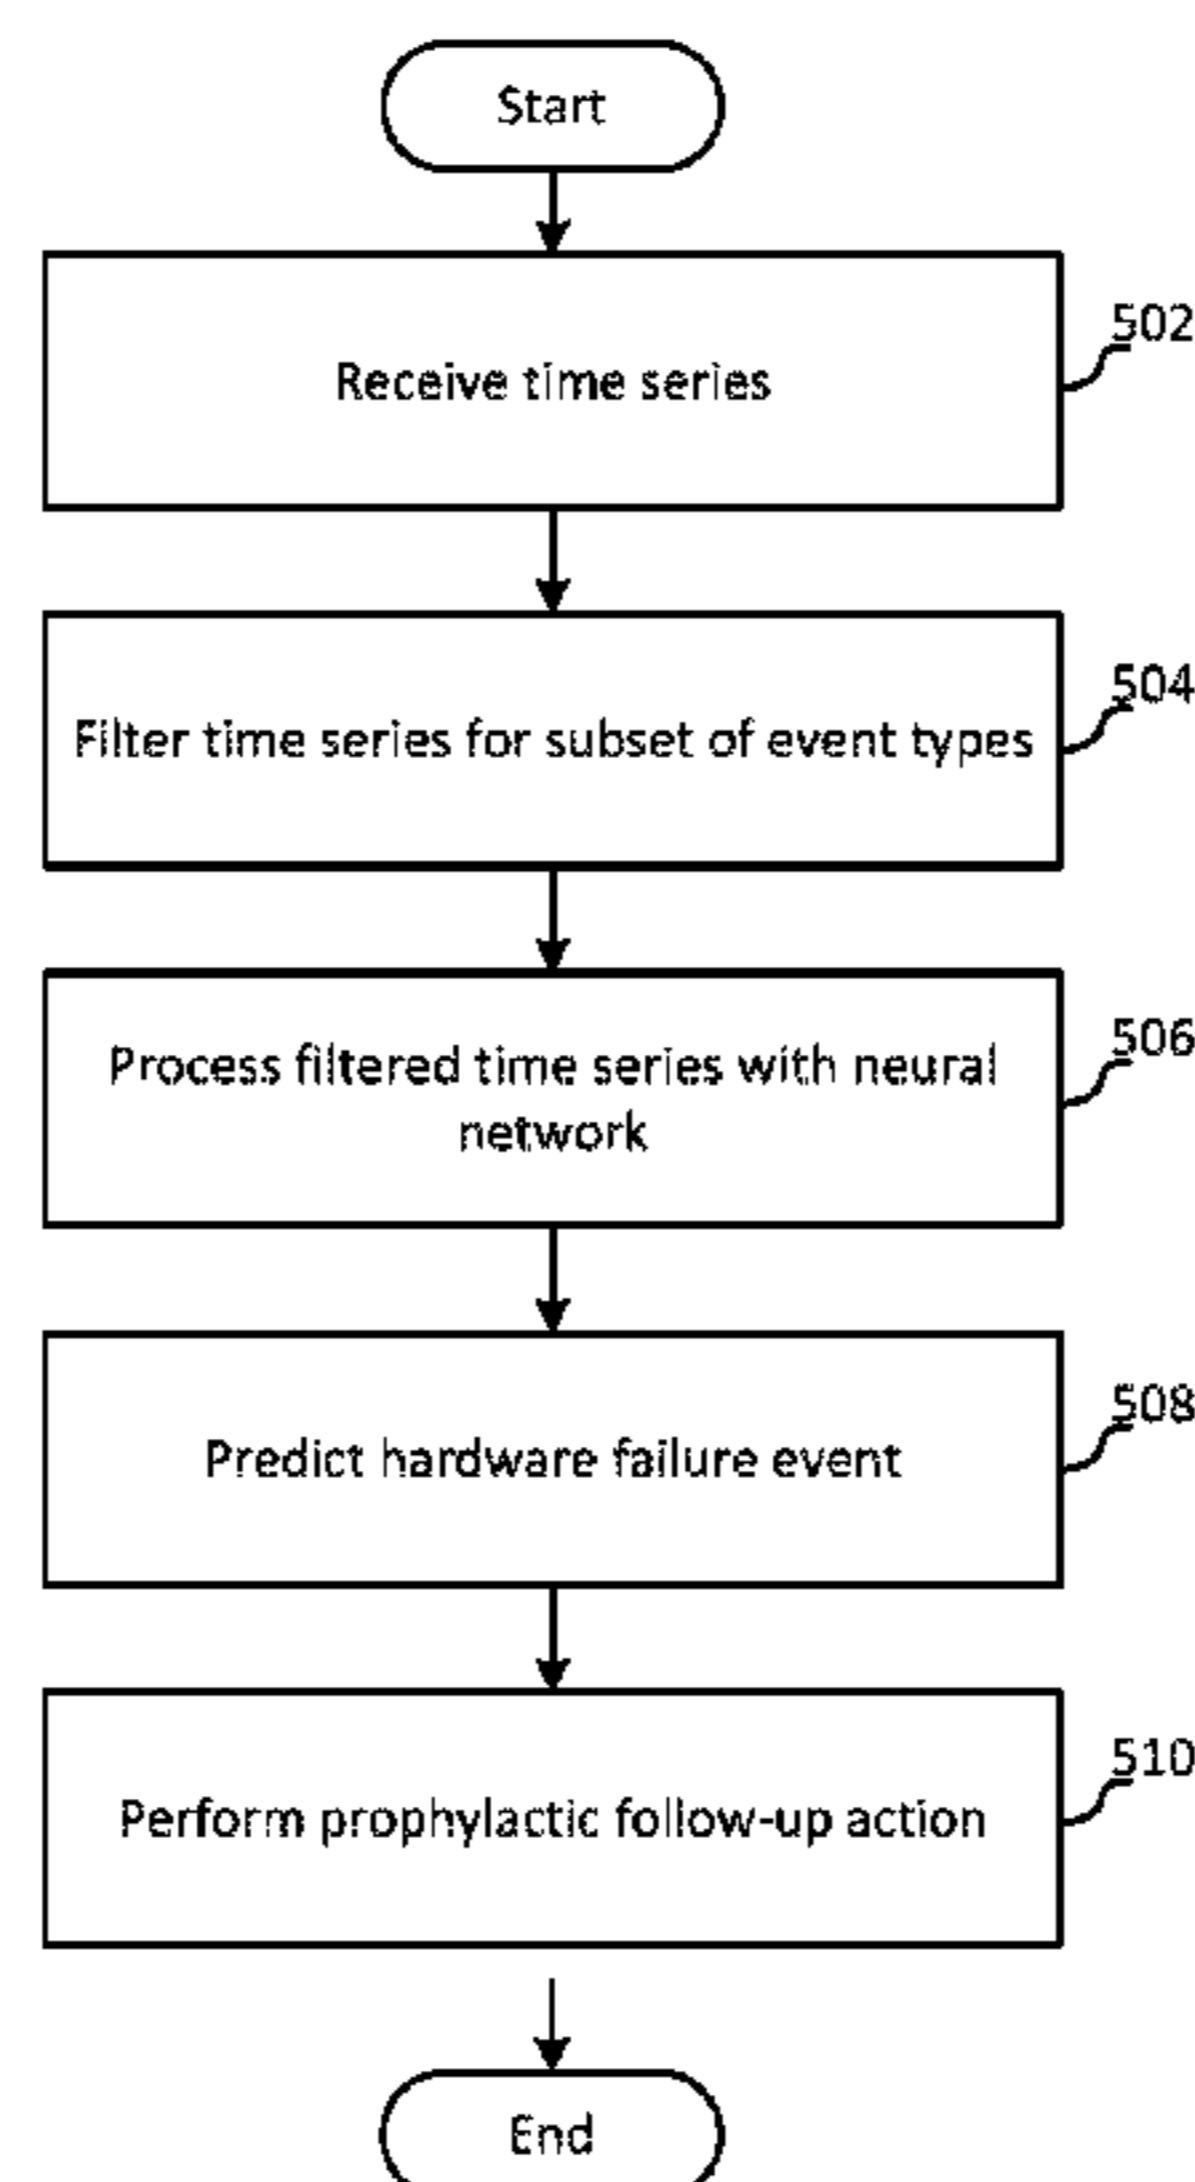 Start
502
Receive time series
504
Filter time series for subset of event types
506
Process filtered time series with neural
network
508
Predict hardware failure event
510
Perform prophylactic follow-up action
End